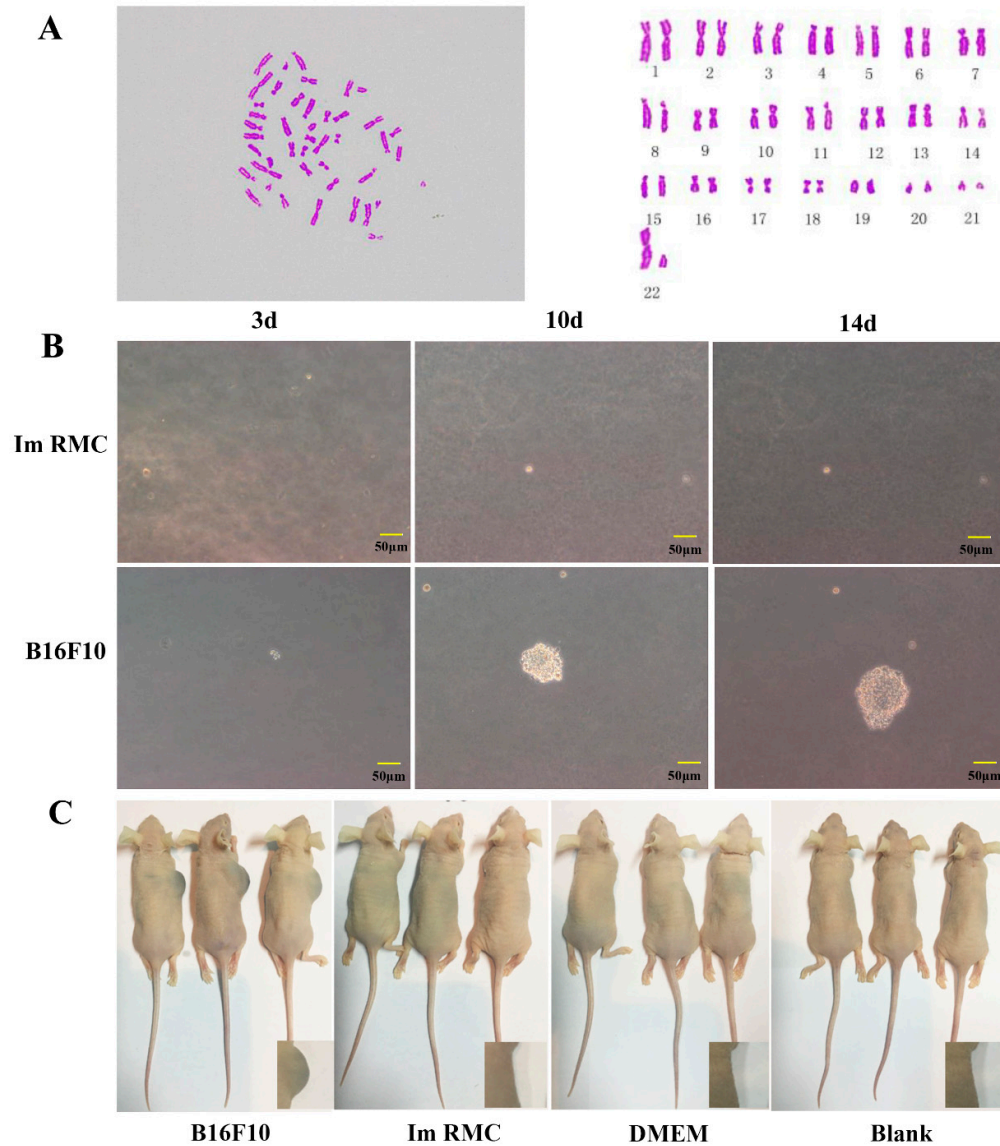 A
1 2 3 4 5 6 7
8 9 10 11 12 13 14
15 16 17 18 19 20 21
22
3d 10d 14d
B
Im RMC
50μm 50μm 50μm
B16F10
50μm 50μm 50μm
C
B16F10 Im RMC DMEM Blank